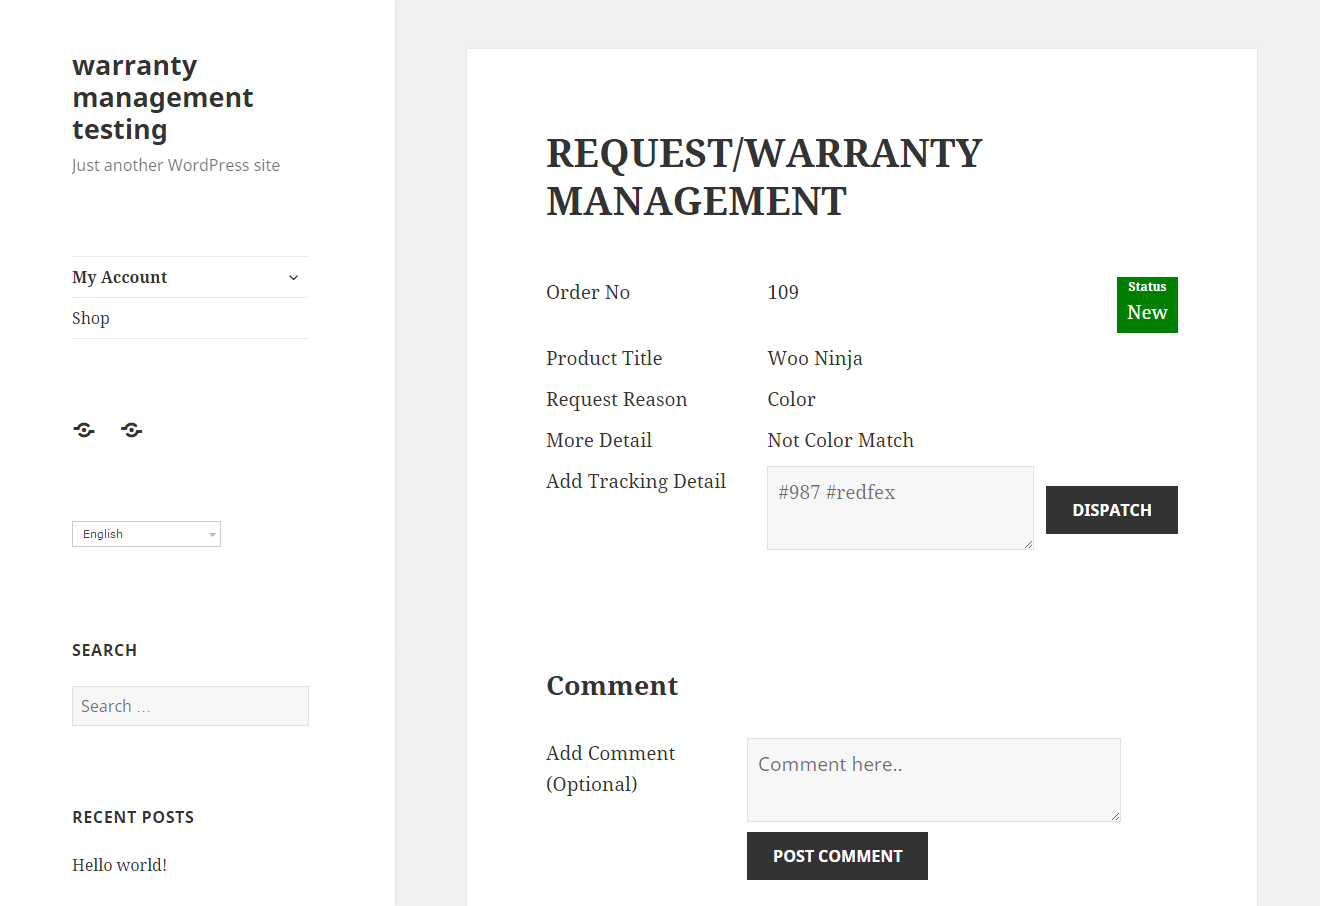 warranty
management
testing
Just another WordPress site
My Account
Shop
English
SEARCH
Search ...
RECENT POSTS
Hello world!
REQUEST/WARRANTY
MANAGEMENT
Order No 109
Status
New
Product Title Woo Ninja
Request Reason Color
More Detail Not Color Match
Add Tracking Detail #987 #redfex
DISPATCH
Comment
Add Comment
(Optional)
Comment here..
POST COMMENT